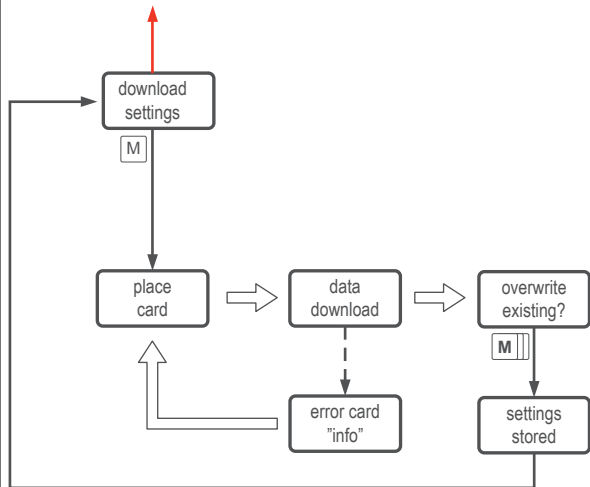 download
settings
M
place
card
data
download
overwrite
existing?
M
error card
”info”
settings
stored